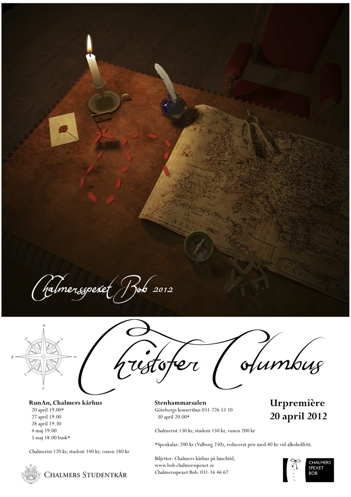 Chalmersspexet Bob 2012
Christofer Columbus
RunAn, Chalmers kårhus
20 april 19.00*
27 april 19.00
28 april 19.30
4 maj 19.00
5 maj 18.00 bask*
Chalmerist 120 kr, student 140 kr, vuxen 180 kr
Stenhammarsalen
Göteborgs konserthus 031-726 53 10
30 april 20.00*
Chalmerist 130 kr, student 150 kr, vuxen 200 kr
*Spexkalas: 200 kr (Valborg 250), reducerat pris med 40 kr vid alkoholfritt.
Biljetter: Chalmers kårhus på lunchtid,
www.bob.chalmersspexet.se
Chalmersspexet Bob: 031-16 46 67
Urpremière
20 april 2012
Chalmers Studentkår
CHALMERS
SPEXET
BOB